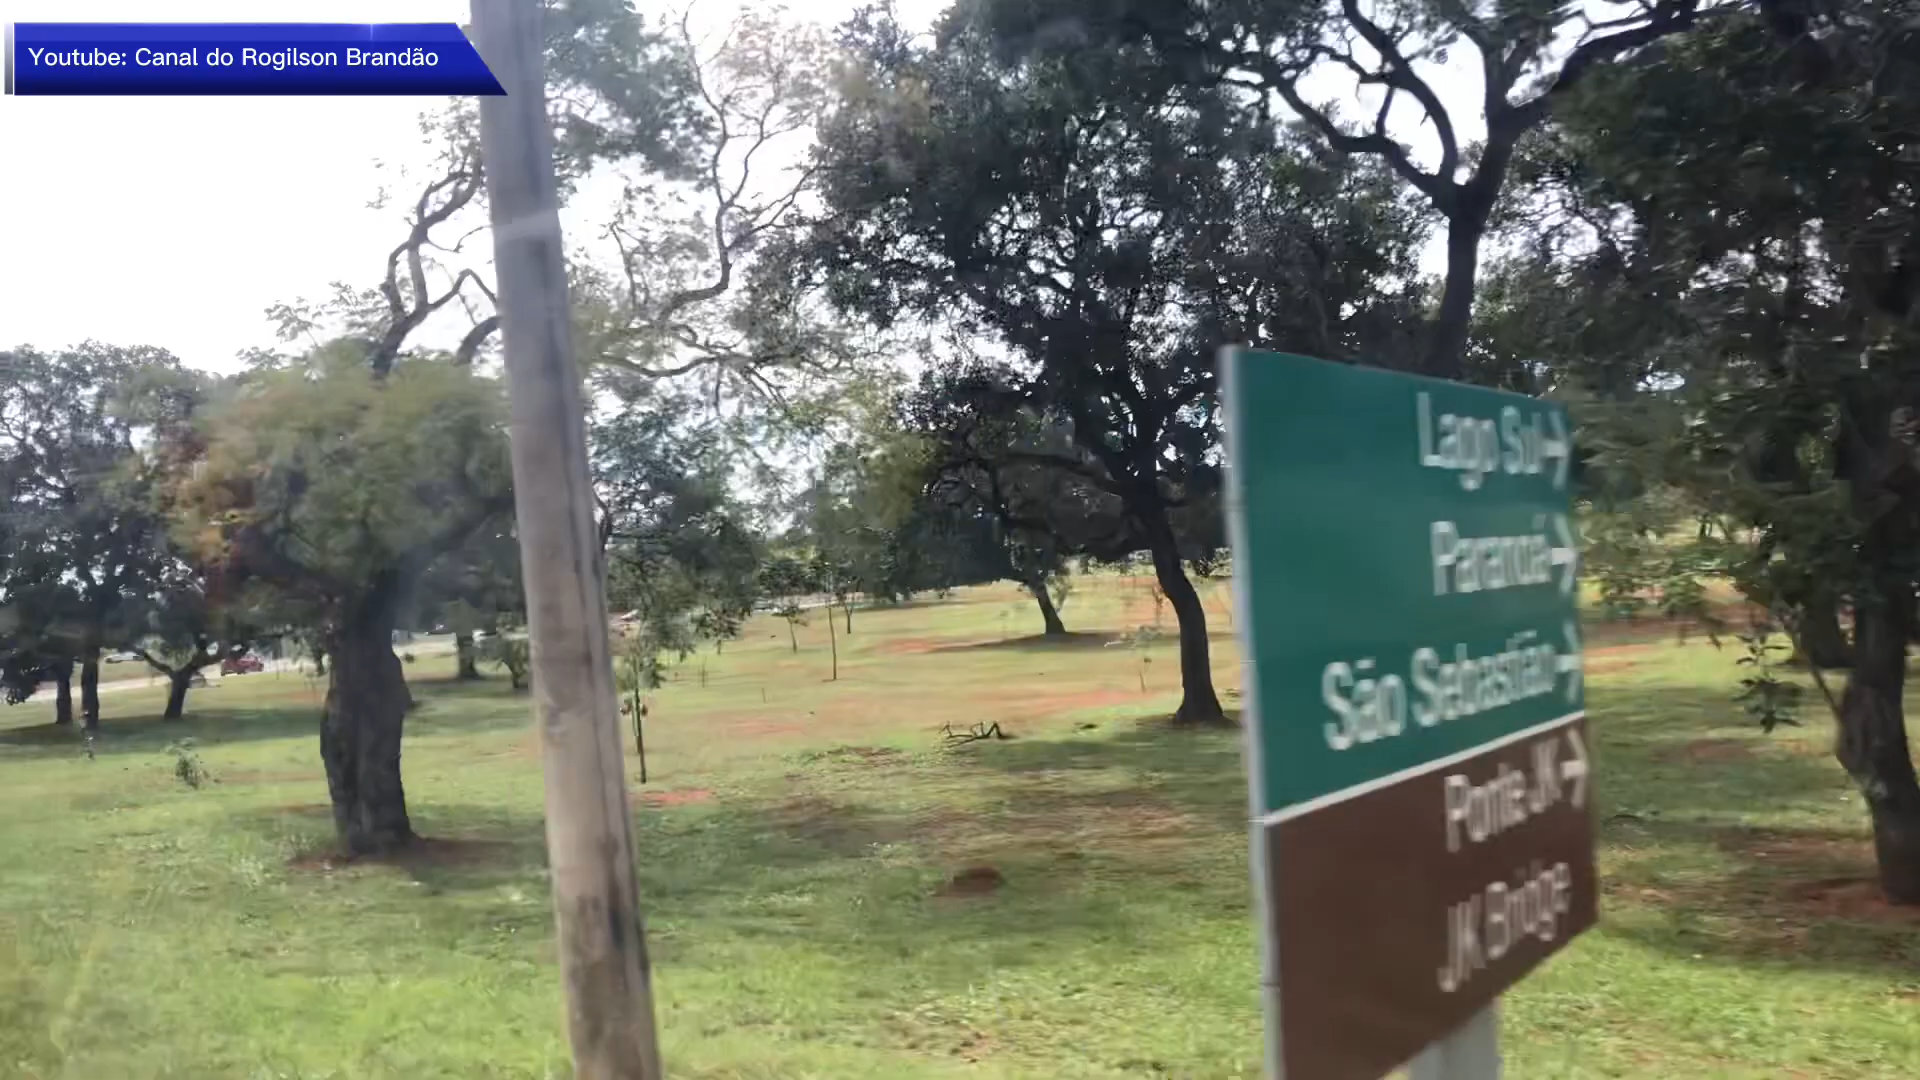 Youtube: Canal do Rogilson Brandão
Lago Sul →
Paranoá →
São Sebastião →
Ponte JK →
JK Bridge